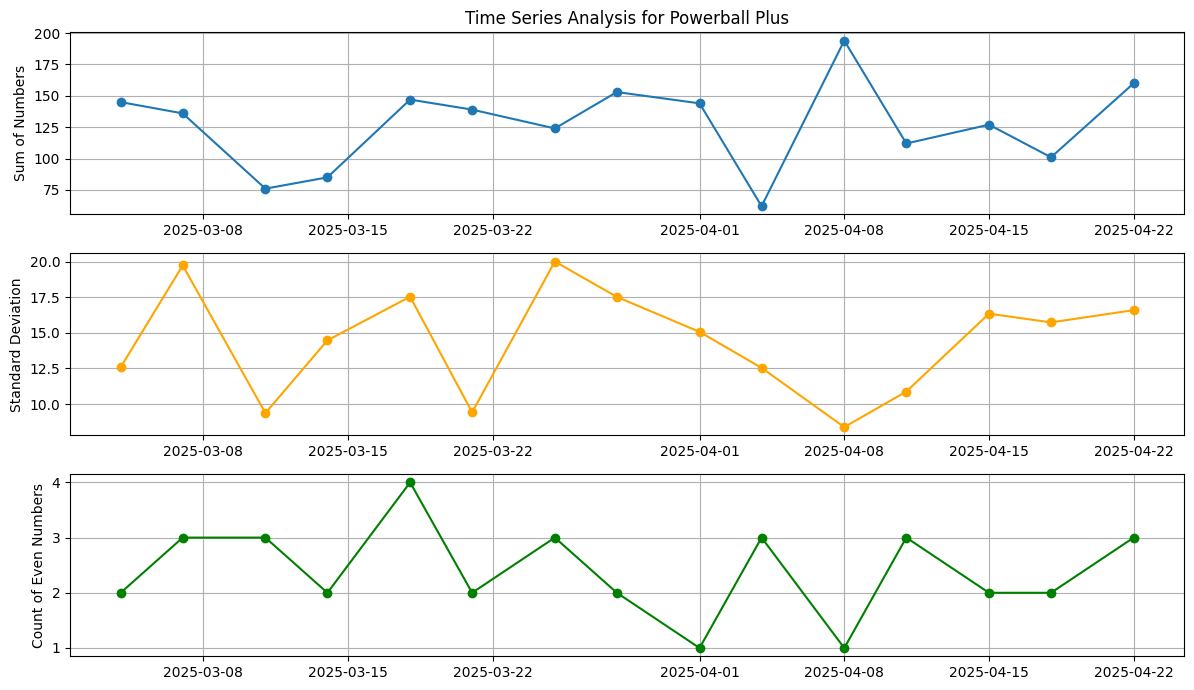 Time Series Analysis for Powerball Plus
Sum of Numbers
200
175
150
125
100
75
2025-03-08 2025-03-15 2025-03-22 2025-04-01 2025-04-08 2025-04-15 2025-04-22
Standard Deviation
20.0
17.5
15.0
12.5
10.0
2025-03-08 2025-03-15 2025-03-22 2025-04-01 2025-04-08 2025-04-15 2025-04-22
Count of Even Numbers
4
3
2
1
2025-03-08 2025-03-15 2025-03-22 2025-04-01 2025-04-08 2025-04-15 2025-04-22